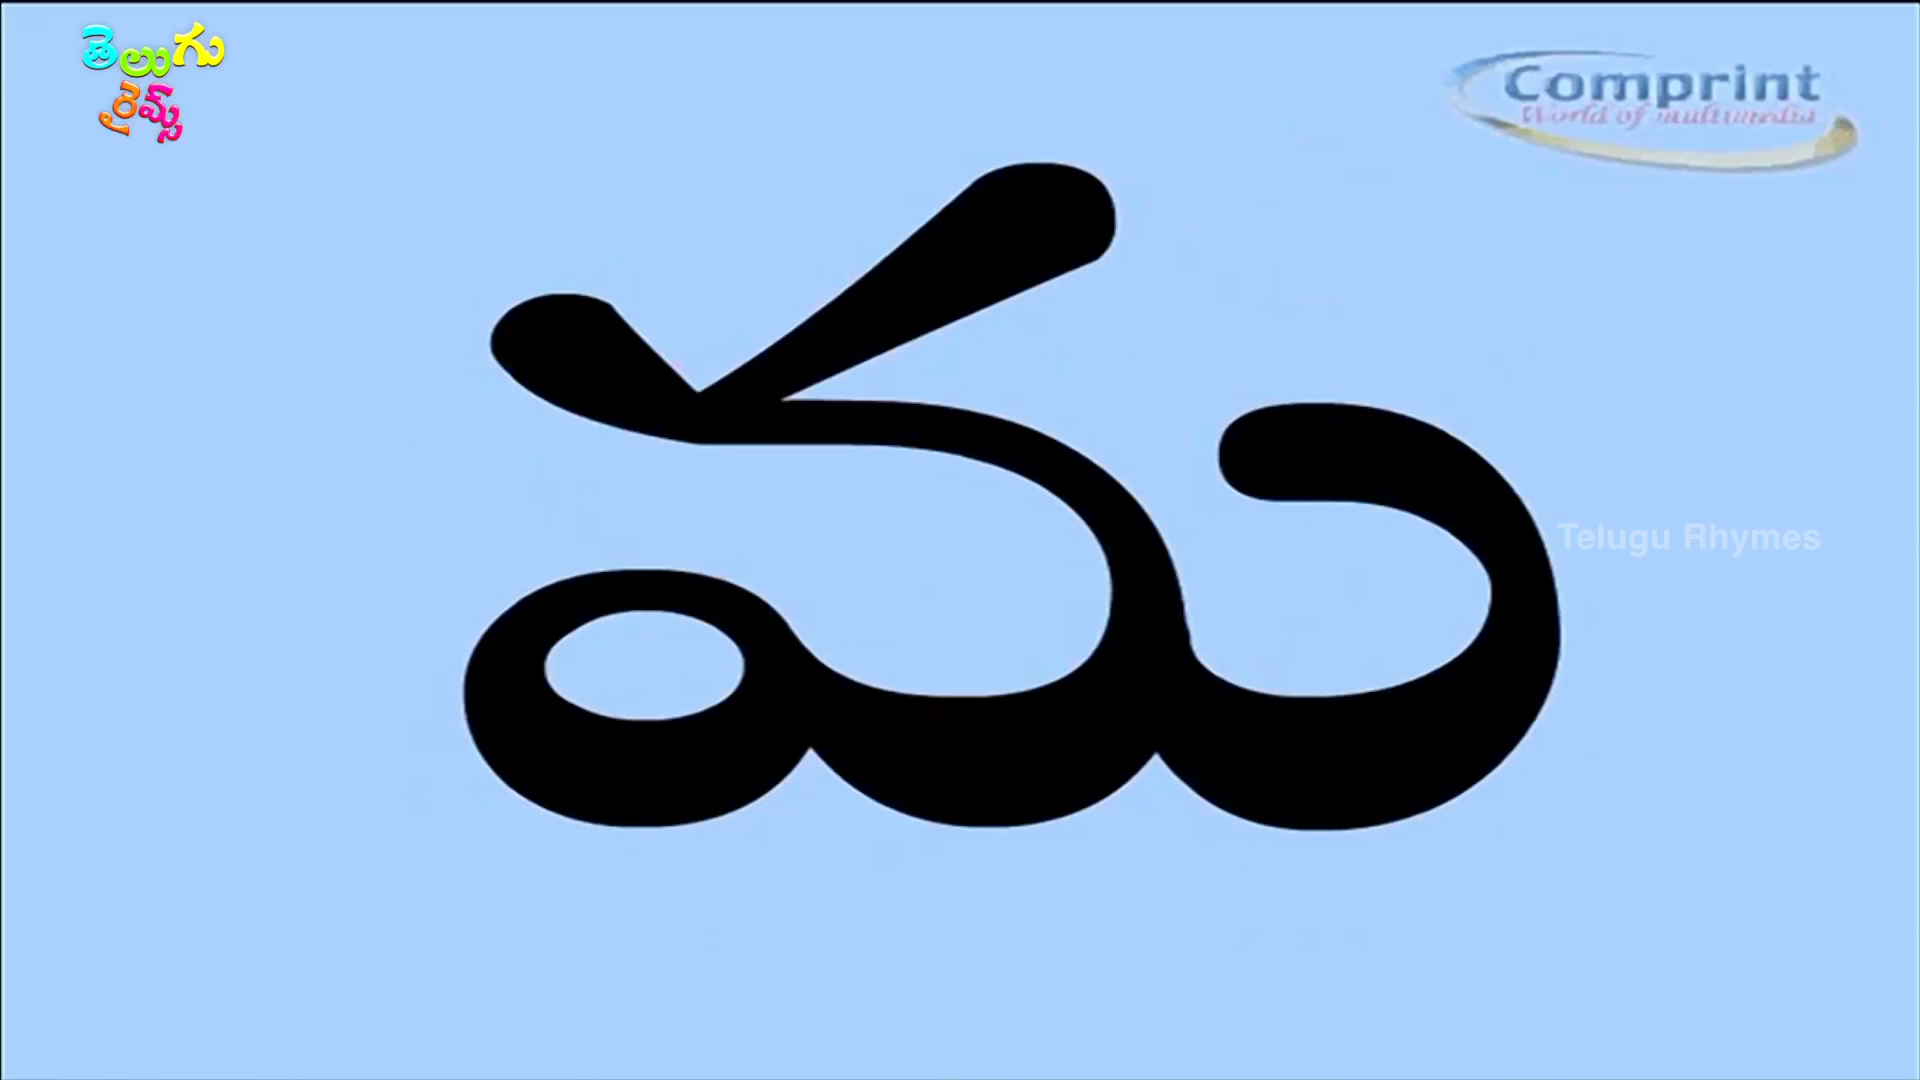 తెలుగు
రైమ్స్
Comprint
World of multimedia
మ
Telugu Rhymes